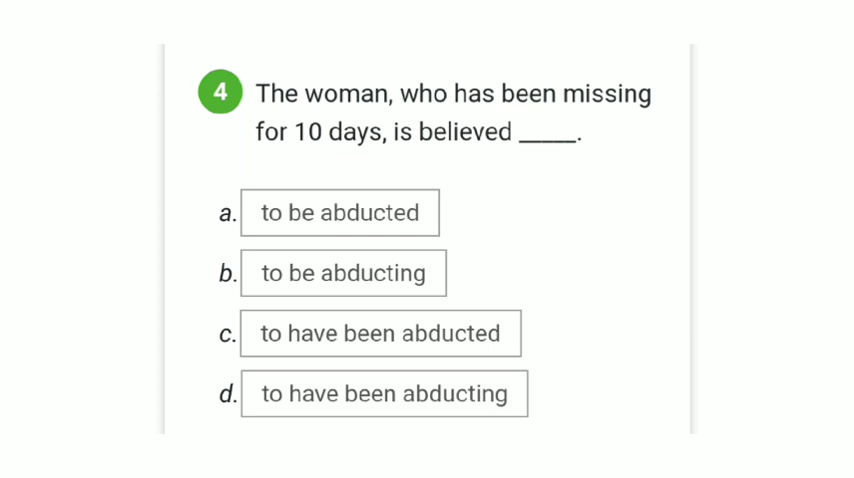 4 The woman, who has been missing
for 10 days, is believed _____.
a. to be abducted
b. to be abducting
c. to have been abducted
d. to have been abducting